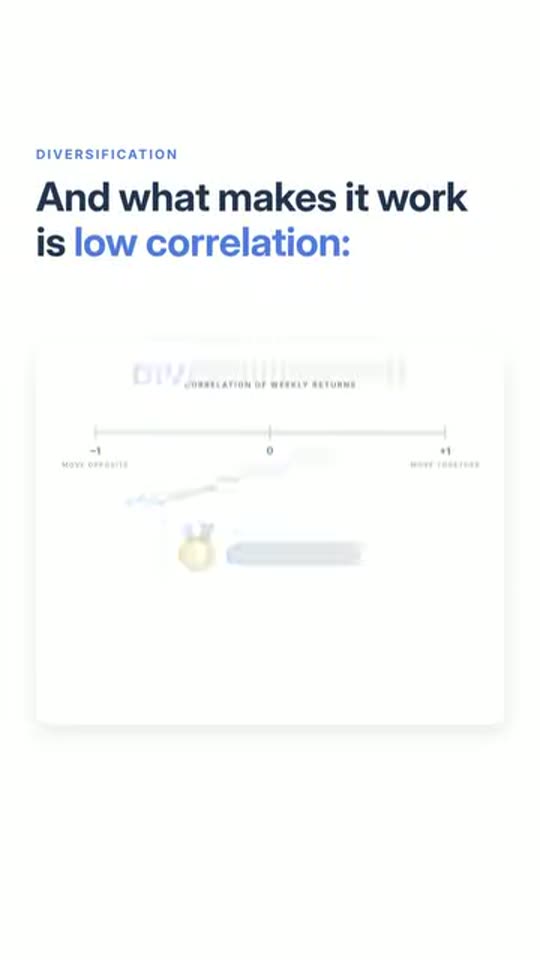 DIVERSIFICATION
And what makes it work
is low correlation:
DIV
CORRELATION OF WEEKLY RETURNS
-1
0
+1
MOVE OPPOSITE
MOVE TOGETHER